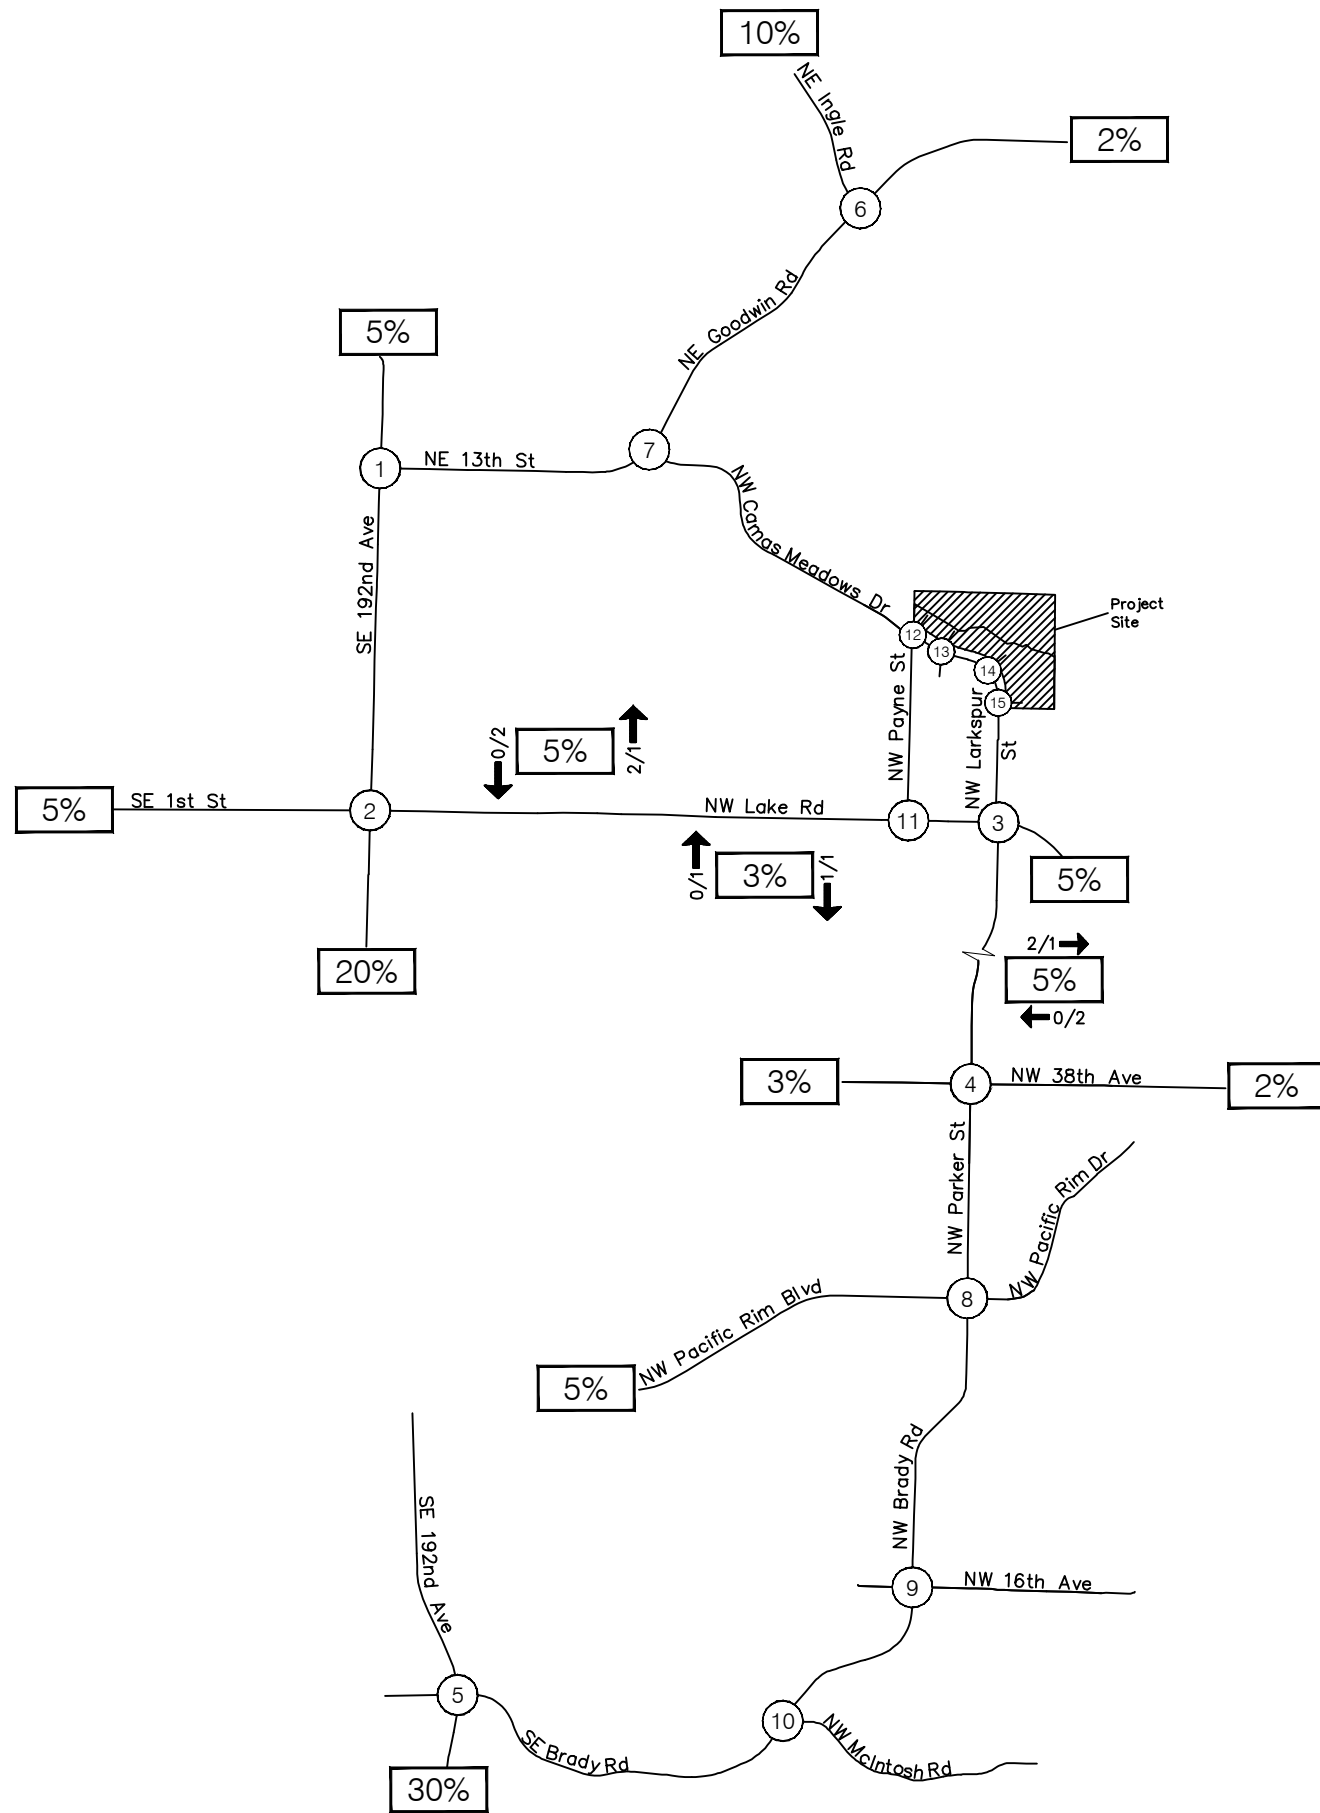 10%
NE Ingle Rd
2%
6
NE Goodwin Rd
5%
7
1
NE 13th St
NW Camas Meadows Dr
SE 192nd Ave
Project
Site
12
13
14
15
NW Payne St
NW Larkspur
St
0/2
5%
2/1
5%
SE 1st St
2
NW Lake Rd
11
3
0/1
3%
1/1
5%
20%
2/1
5%
0/2
3%
4
NW 38th Ave
2%
NW Parker St
NW Pacific Rim Dr
8
NW Pacific Rim Blvd
5%
NW Brady Rd
SE 192nd Ave
9
NW 16th Ave
5
10
SE Brady Rd
NW McIntosh Rd
30%